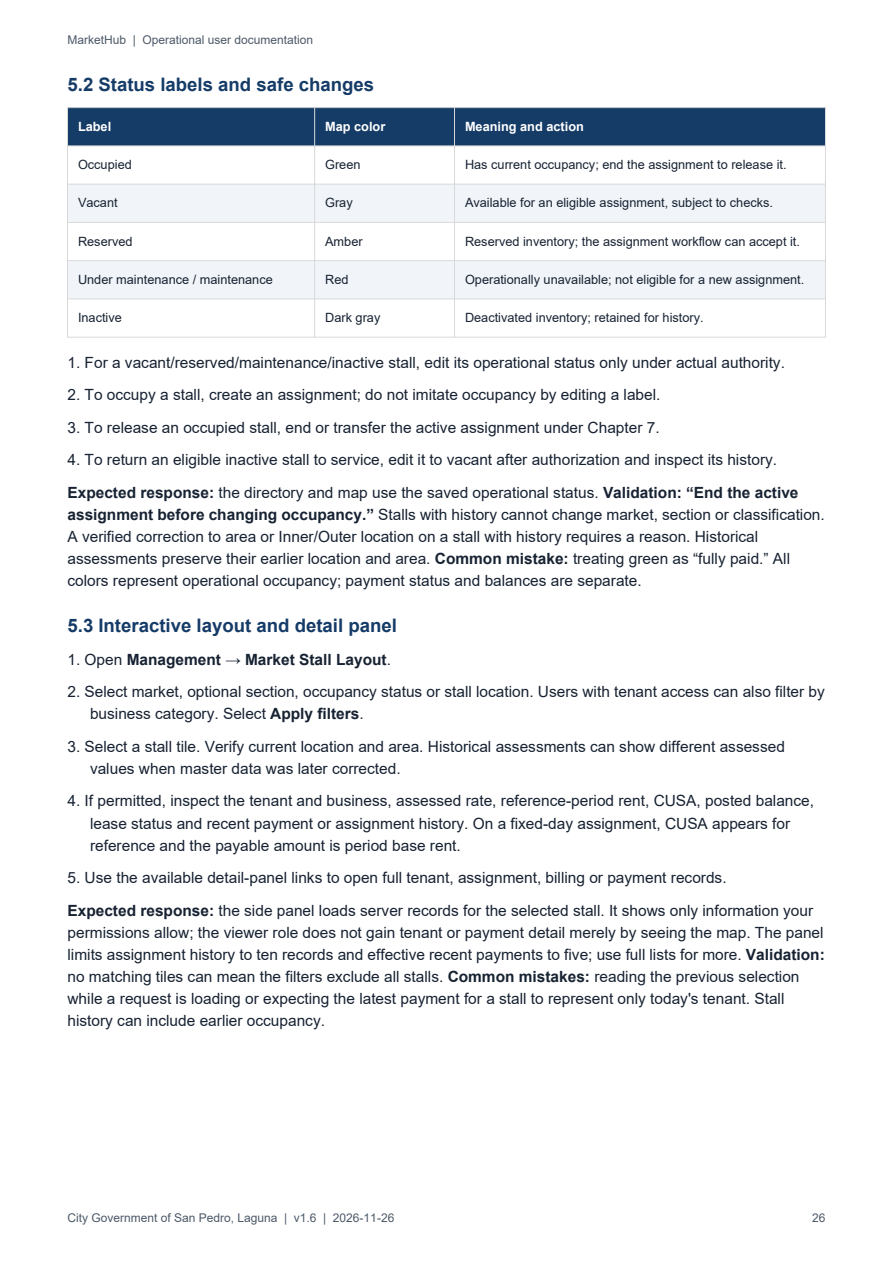 MarketHub | Operational user documentation
5.2 Status labels and safe changes
Label Map color Meaning and action
Occupied Green Has current occupancy; end the assignment to release it.
Vacant Gray Available for an eligible assignment, subject to checks.
Reserved Amber Reserved inventory; the assignment workflow can accept it.
Under maintenance / maintenance Red Operationally unavailable; not eligible for a new assignment.
Inactive Dark gray Deactivated inventory; retained for history.
1. For a vacant/reserved/maintenance/inactive stall, edit its operational status only under actual authority.
2. To occupy a stall, create an assignment; do not imitate occupancy by editing a label.
3. To release an occupied stall, end or transfer the active assignment under Chapter 7.
4. To return an eligible inactive stall to service, edit it to vacant after authorization and inspect its history.
Expected response: the directory and map use the saved operational status. Validation: “End the active
assignment before changing occupancy.” Stalls with history cannot change market, section or classification.
A verified correction to area or Inner/Outer location on a stall with history requires a reason. Historical
assessments preserve their earlier location and area. Common mistake: treating green as “fully paid.” All
colors represent operational occupancy; payment status and balances are separate.
5.3 Interactive layout and detail panel
1. Open Management → Market Stall Layout.
2. Select market, optional section, occupancy status or stall location. Users with tenant access can also filter by
business category. Select Apply filters.
3. Select a stall tile. Verify current location and area. Historical assessments can show different assessed
values when master data was later corrected.
4. If permitted, inspect the tenant and business, assessed rate, reference-period rent, CUSA, posted balance,
lease status and recent payment or assignment history. On a fixed-day assignment, CUSA appears for
reference and the payable amount is period base rent.
5. Use the available detail-panel links to open full tenant, assignment, billing or payment records.
Expected response: the side panel loads server records for the selected stall. It shows only information your
permissions allow; the viewer role does not gain tenant or payment detail merely by seeing the map. The panel
limits assignment history to ten records and effective recent payments to five; use full lists for more. Validation:
no matching tiles can mean the filters exclude all stalls. Common mistakes: reading the previous selection
while a request is loading or expecting the latest payment for a stall to represent only today's tenant. Stall
history can include earlier occupancy.
City Government of San Pedro, Laguna | v1.6 | 2026-11-26 26